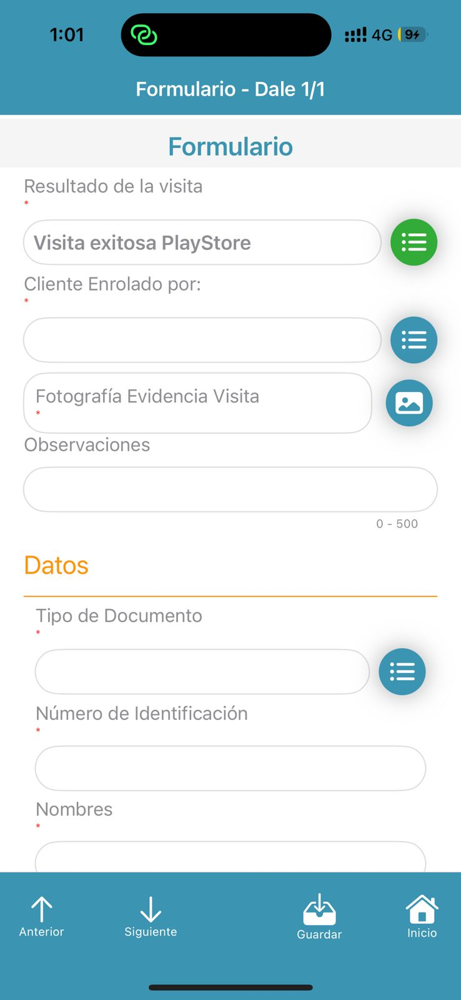 1:01
4G 9
Formulario - Dale 1/1
Formulario
Resultado de la visita
*
Visita exitosa PlayStore
Cliente Enrolado por:
*
Fotografía Evidencia Visita
*
Observaciones
0 - 500
Datos
Tipo de Documento
*
Número de Identificación
*
Nombres
*
Anterior
Siguiente
Guardar
Inicio